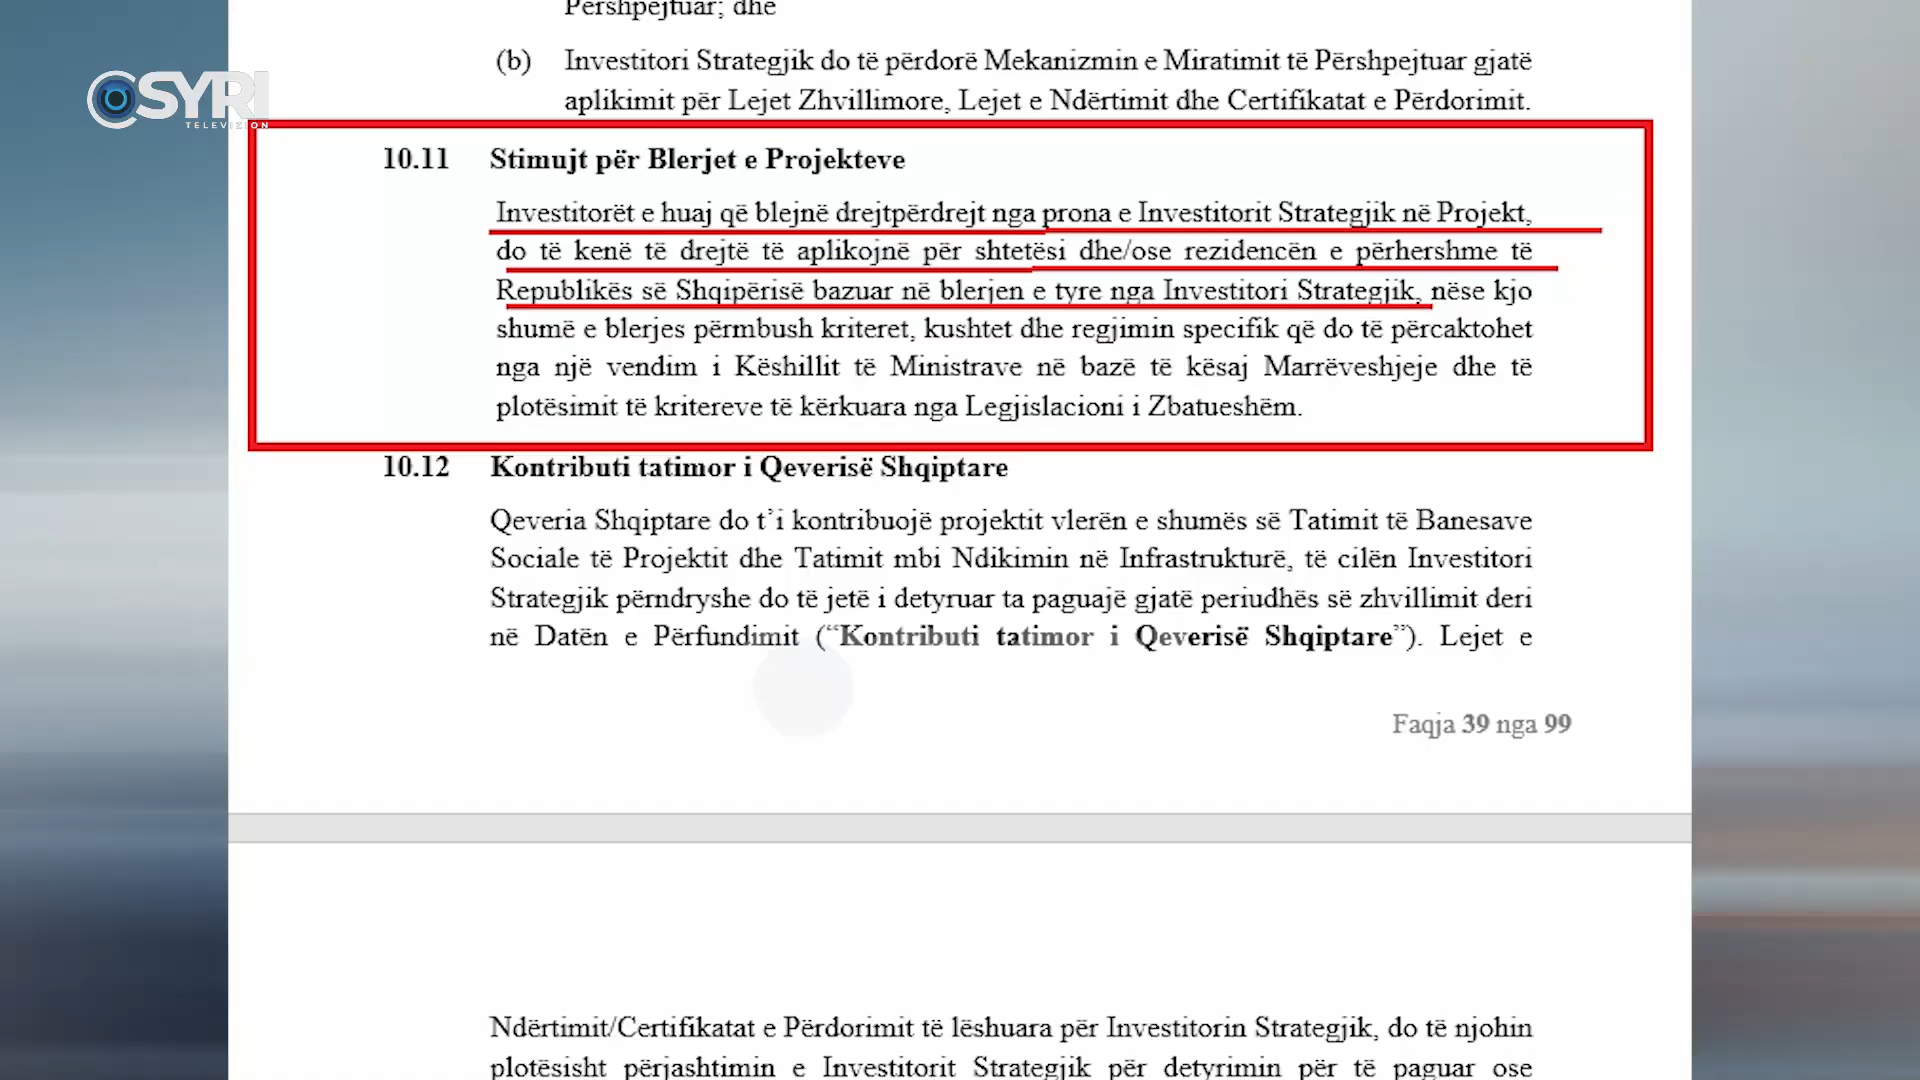 Përshpejtuar; dhe
SYRI
TELEVIZION
(b) Investitori Strategjik do të përdorë Mekanizmin e Miratimit të Përshpejtuar gjatë
aplikimit për Lejet Zhvillimore, Lejet e Ndërtimit dhe Certifikatat e Përdorimit.
10.11 Stimujt për Blerjet e Projekteve
Investitorët e huaj që blejnë drejtpërdrejt nga prona e Investitorit Strategjik në Projekt,
do të kenë të drejtë të aplikojnë për shtetësi dhe/ose rezidencën e përhershme të
Republikës së Shqipërisë bazuar në blerjen e tyre nga Investitori Strategjik, nëse kjo
shumë e blerjes përmbush kriteret, kushtet dhe regjimin specifik që do të përcaktohet
nga një vendim i Këshillit të Ministrave në bazë të kësaj Marrëveshjeje dhe të
plotësimit të kritereve të kërkuara nga Legjislacioni i Zbatueshëm.
10.12 Kontributi tatimor i Qeverisë Shqiptare
Qeveria Shqiptare do t’i kontribuojë projektit vlerën e shumës së Tatimit të Banesave
Sociale të Projektit dhe Tatimit mbi Ndikimin në Infrastrukturë, të cilën Investitori
Strategjik përndryshe do të jetë i detyruar ta paguajë gjatë periudhës së zhvillimit deri
në Datën e Përfundimit (“Kontributi tatimor i Qeverisë Shqiptare”). Lejet e
Faqja 39 nga 99
Ndërtimit/Certifikatat e Përdorimit të lëshuara për Investitorin Strategjik, do të njohin
plotësisht përjashtimin e Investitorit Strategjik për detyrimin për të paguar ose